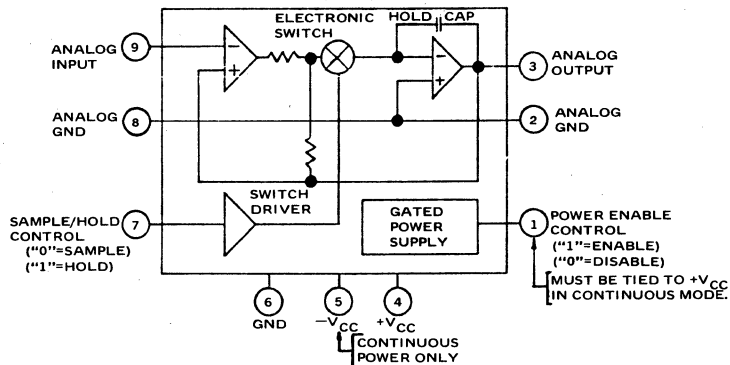 ELECTRONIC
SWITCH
HOLD CAP
ANALOG
INPUT
9
−
+
−
+
3
ANALOG
OUTPUT
ANALOG
GND
8
2
ANALOG
GND
SAMPLE/HOLD
CONTROL
("0"=SAMPLE)
("1"=HOLD)
7
SWITCH
DRIVER
GATED
POWER
SUPPLY
1
POWER ENABLE
CONTROL
("1"=ENABLE)
("0"=DISABLE)
MUST BE TIED TO +VCC
IN CONTINUOUS MODE.
6
GND
5
−VCC
4
+VCC
CONTINUOUS
POWER ONLY